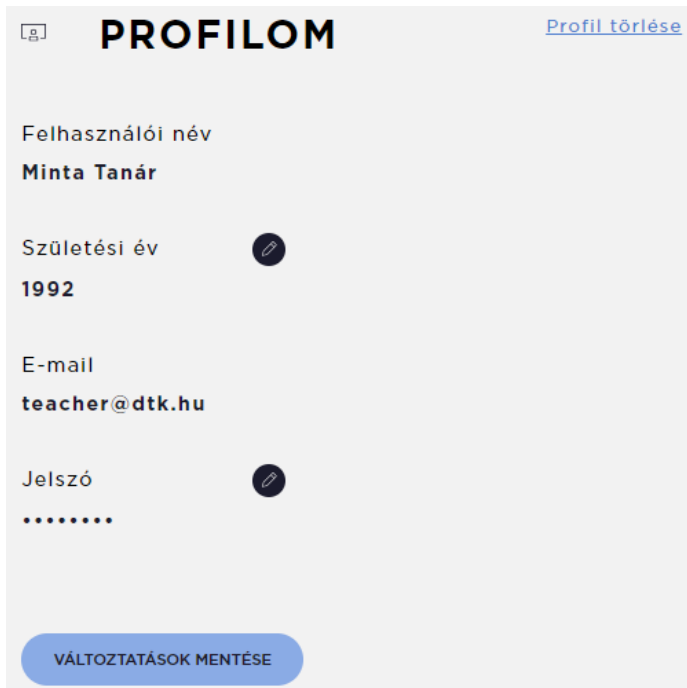 PROFILOM
Profil törlése
Felhasználói név
Minta Tanár
Születési év
1992
E-mail
teacher@dtk.hu
Jelszó
••••••••
VÁLTOZTATÁSOK MENTÉSE